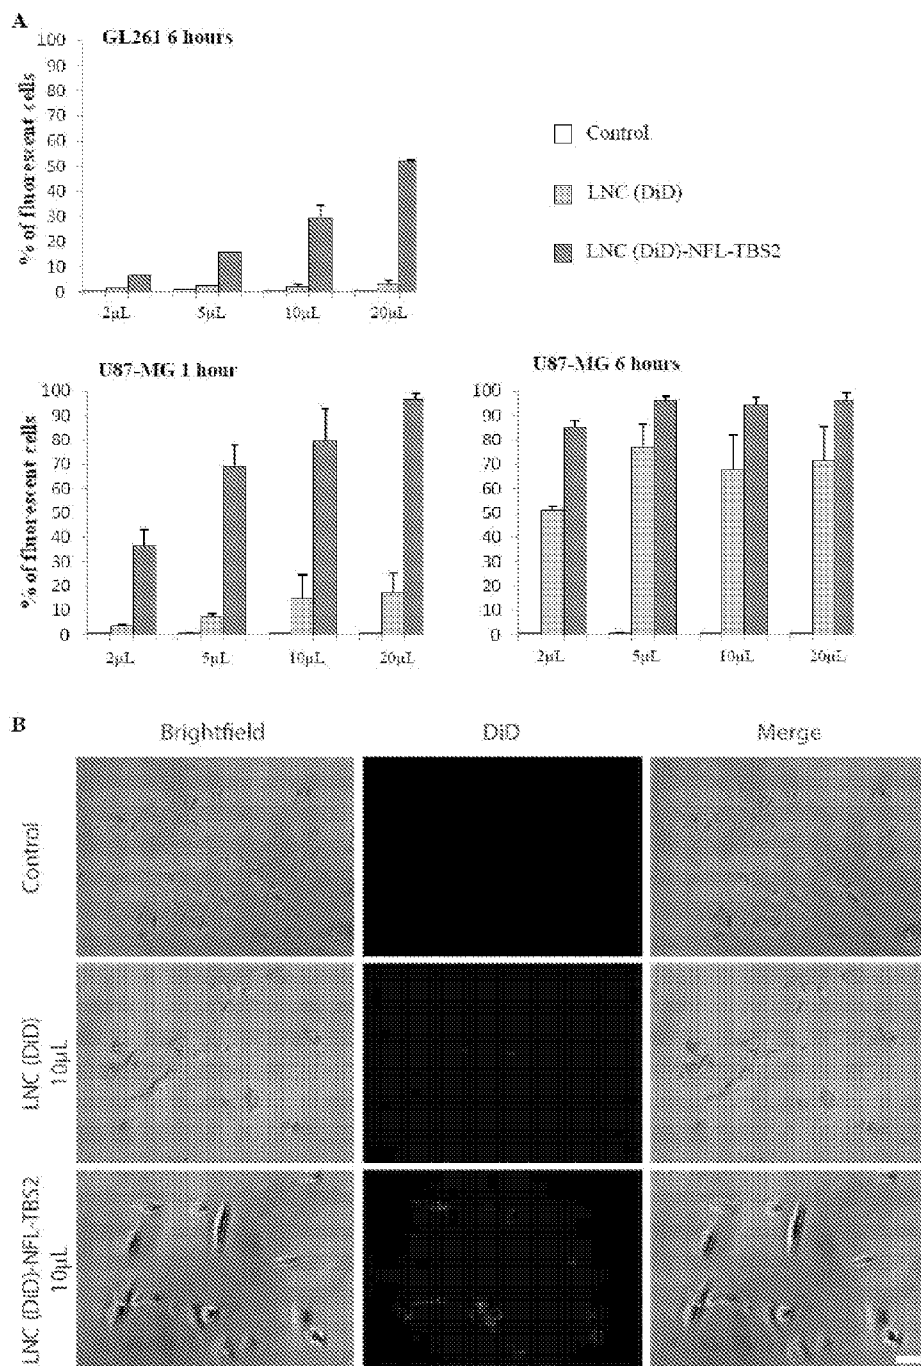 A
GL261 6 hours
% of fluorescent cells
100
90
80
70
60
50
40
30
20
10
0
2µL 5µL 10µL 20µL
Control
LNC (DiD)
LNC (DiD)-NFL-TBS2
U87-MG 1 hour
% of fluorescent cells
100
90
80
70
60
50
40
30
20
10
0
2µL 5µL 10µL 20µL
U87-MG 6 hours
100
90
80
70
60
50
40
30
20
10
0
2µL 5µL 10µL 20µL
B
Brightfield DiD Merge
Control
LNC (DiD)
10µL
LNC (DiD)-NFL-TBS2
10µL